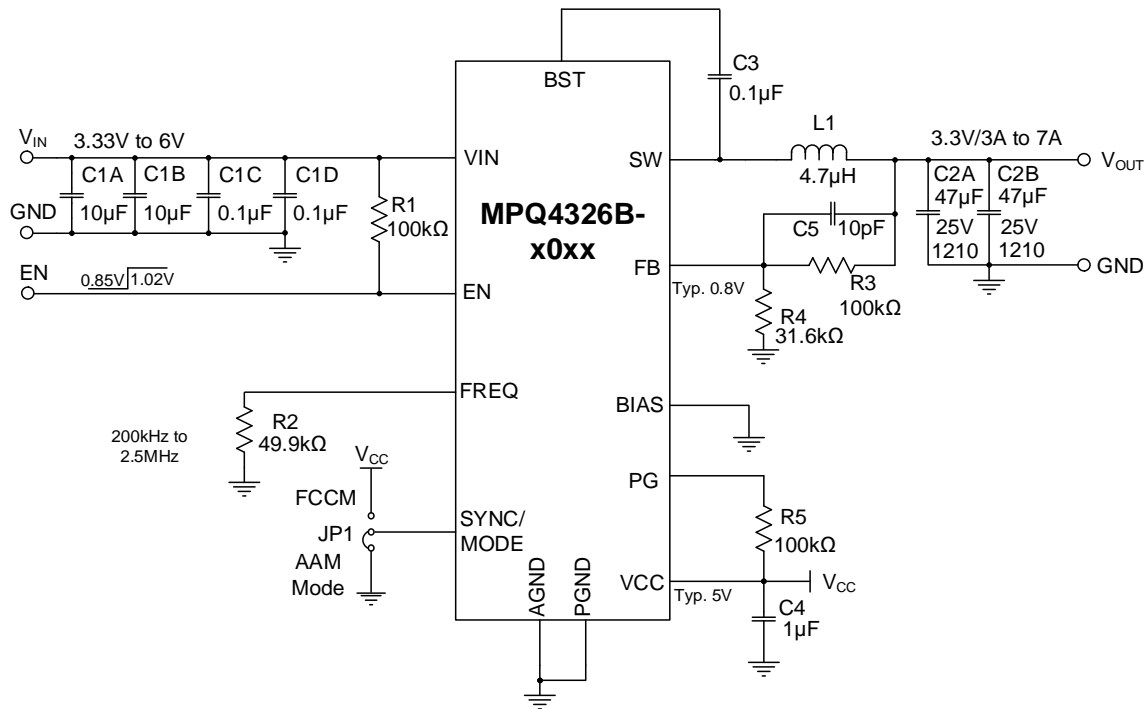 BST
C3
0.1µF
VIN
3.33V to 6V
C1A
10µF
C1B
10µF
C1C
0.1µF
C1D
0.1µF
GND
R1
100kΩ
EN
0.85V
1.02V
VIN
SW
L1
4.7µH
3.3V/3A to 7A
VOUT
C2A
47µF
25V
1210
C2B
47µF
25V
1210
GND
MPQ4326B-
x0xx
C5
10pF
FB
Typ. 0.8V
R3
100kΩ
R4
31.6kΩ
EN
FREQ
R2
49.9kΩ
200kHz to
2.5MHz
BIAS
VCC
FCCM
JP1
AAM
Mode
SYNC/
MODE
PG
R5
100kΩ
VCC
Typ. 5V
VCC
C4
1µF
AGND
PGND